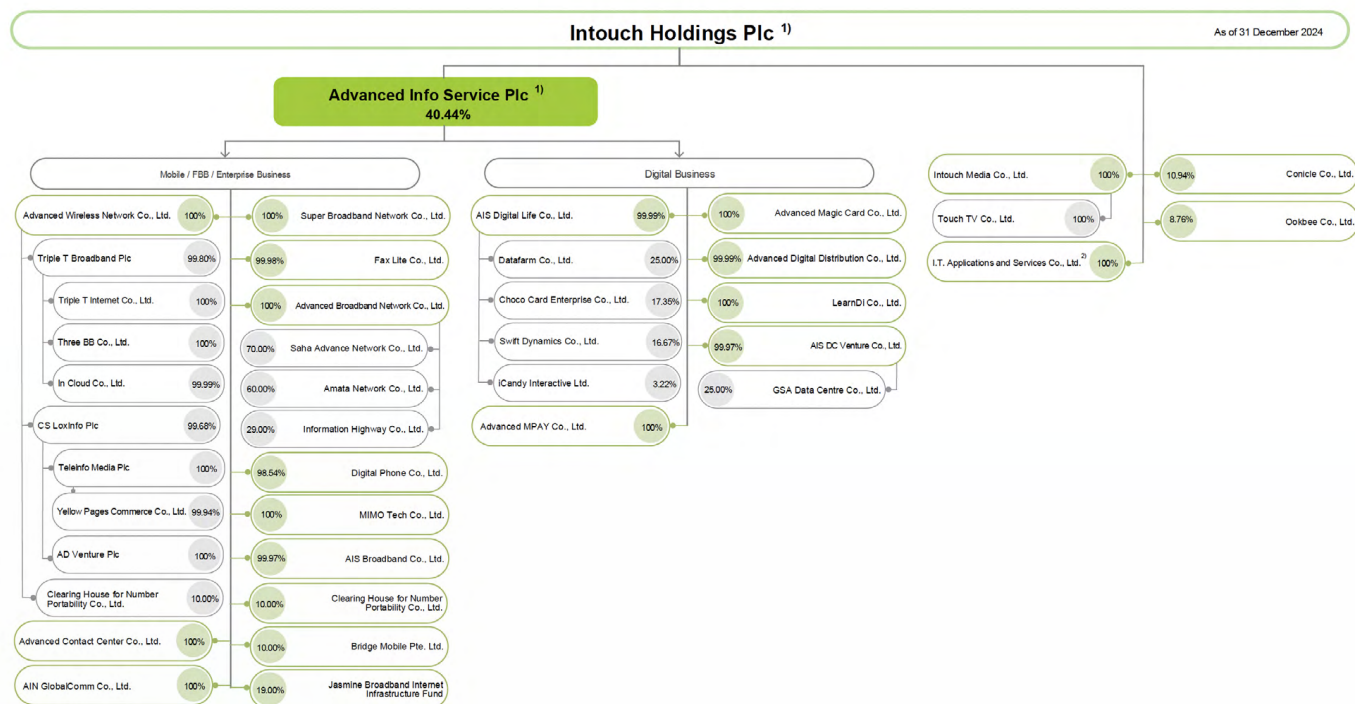 Intouch Holdings Plc 1)
As of 31 December 2024
Advanced Info Service Plc 1)
40.44%
Mobile / FBB / Enterprise Business
Advanced Wireless Network Co., Ltd. 100%
Triple T Broadband Plc 99.80%
Triple T Internet Co., Ltd. 100%
Three BB Co., Ltd. 100%
In Cloud Co., Ltd. 99.99%
CS LoxInfo Plc 99.68%
Teleinfo Media Plc 100%
Yellow Pages Commerce Co., Ltd. 99.94%
AD Venture Plc 100%
Clearing House for Number
Portability Co., Ltd. 10.00%
Advanced Contact Center Co., Ltd. 100%
AIN GlobalComm Co., Ltd. 100%
100% Super Broadband Network Co., Ltd.
99.98% Fax Lite Co., Ltd.
100% Advanced Broadband Network Co., Ltd.
70.00% Saha Advance Network Co., Ltd.
60.00% Amata Network Co., Ltd.
29.00% Information Highway Co., Ltd.
98.54% Digital Phone Co., Ltd.
100% MIMO Tech Co., Ltd.
99.97% AIS Broadband Co., Ltd.
10.00% Clearing House for Number
Portability Co., Ltd.
10.00% Bridge Mobile Pte. Ltd.
19.00% Jasmine Broadband Internet
Infrastructure Fund
Digital Business
AIS Digital Life Co., Ltd. 99.99%
Datafarm Co., Ltd. 25.00%
Choco Card Enterprise Co., Ltd. 17.35%
Swift Dynamics Co., Ltd. 16.67%
iCandy Interactive Ltd. 3.22%
Advanced MPAY Co., Ltd. 100%
100% Advanced Magic Card Co., Ltd.
99.99% Advanced Digital Distribution Co., Ltd.
100% LearnDi Co., Ltd.
99.97% AIS DC Venture Co., Ltd.
25.00% GSA Data Centre Co., Ltd.
Intouch Media Co., Ltd. 100%
Touch TV Co., Ltd. 100%
I.T. Applications and Services Co., Ltd. 2) 100%
10.94% Conicle Co., Ltd.
8.76% Ookbee Co., Ltd.